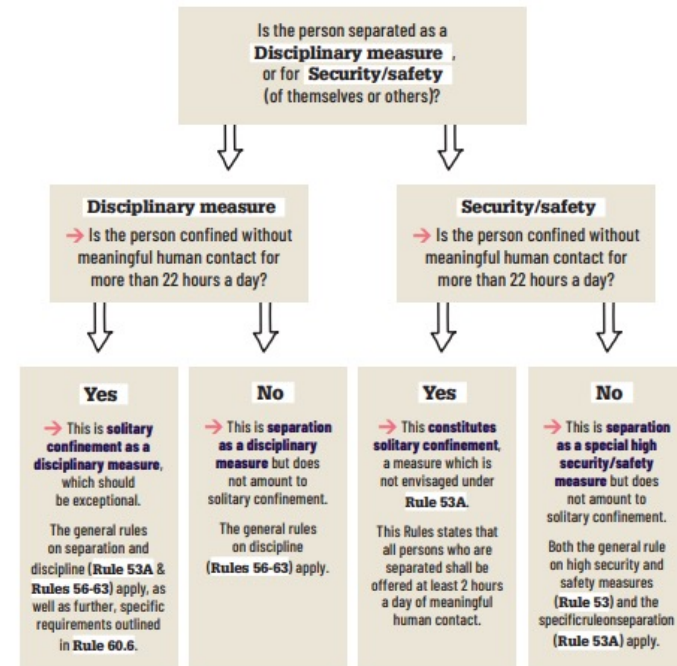 Is the person separated as a
Disciplinary measure ,
or for Security/safety
(of themselves or others)?
Disciplinary measure
→ Is the person confined without
meaningful human contact for
more than 22 hours a day?
Security/safety
→ Is the person confined without
meaningful human contact for
more than 22 hours a day?
Yes
→ This is solitary
confinement as a
disciplinary measure,
which should
be exceptional.
The general rules
on separation and
discipline (Rule 53A &
Rules 56-63) apply, as
well as further, specific
requirements outlined
in Rule 60.6.
No
→ This is separation
as a disciplinary
measure but does
not amount to
solitary confinement.
The general rules
on discipline
(Rules 56-63) apply.
Yes
→ This constitutes
solitary confinement,
a measure which is
not envisaged under
Rule 53A.
This Rules states that
all persons who are
separated shall be
offered at least 2 hours
a day of meaningful
human contact.
No
→ This is separation
as a special high
security/safety
measure but does
not amount to
solitary confinement.
Both the general rule
on high security and
safety measures
(Rule 53) and the
specificruleonseparation
(Rule 53A) apply.